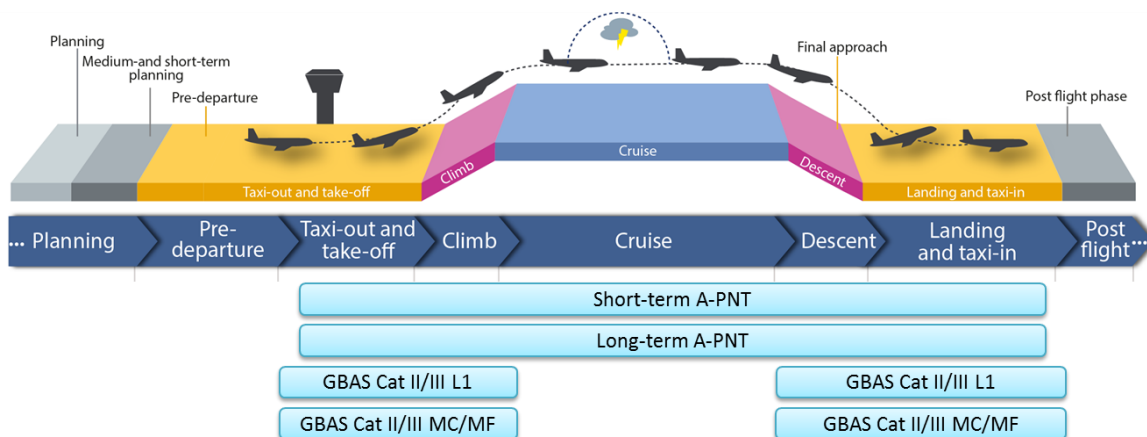 Planning
Medium-and short-term
planning
Pre-departure
Final approach
Post flight phase
Taxi-out and take-off
Climb
Cruise
Descent
Landing and taxi-in
... Planning
Pre-
departure
Taxi-out and
take-off
Climb
Cruise
Descent
Landing
and taxi-in
Post
flight ...
Short-term A-PNT
Long-term A-PNT
GBAS Cat II/III L1
GBAS Cat II/III L1
GBAS Cat II/III MC/MF
GBAS Cat II/III MC/MF